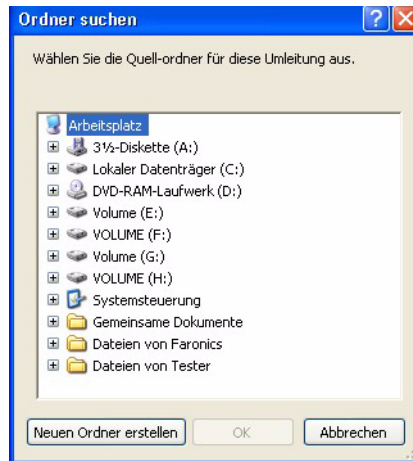 Ordner suchen
Wählen Sie die Quell-ordner für diese Umleitung aus.
Arbeitsplatz
3½-Diskette (A:)
Lokaler Datenträger (C:)
DVD-RAM-Laufwerk (D:)
Volume (E:)
VOLUME (F:)
Volume (G:)
VOLUME (H:)
Systemsteuerung
Gemeinsame Dokumente
Dateien von Faronics
Dateien von Tester
Neuen Ordner erstellen OK Abbrechen